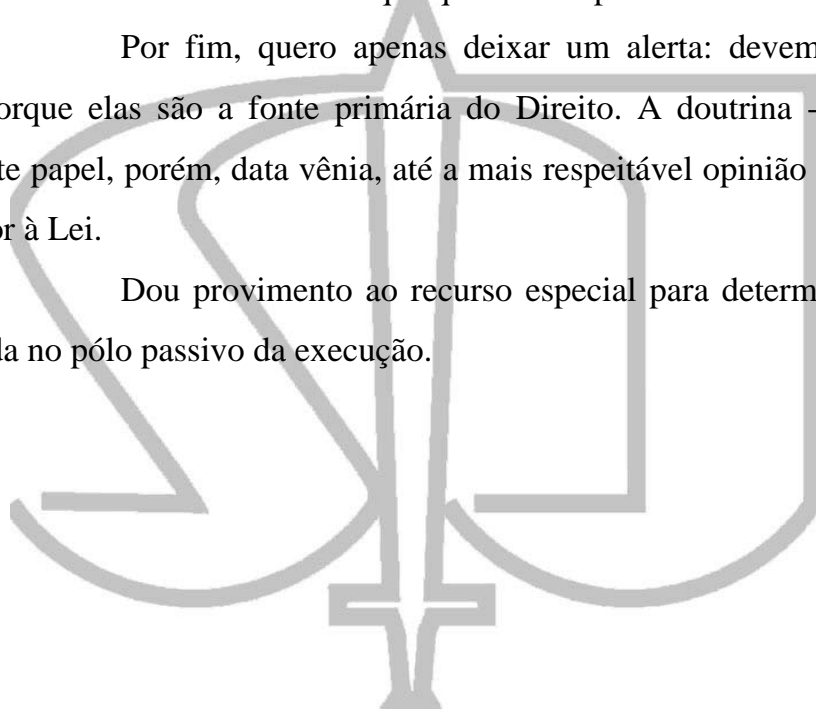 Por fim, quero apenas deixar um alerta: devem
orque elas são a fonte primária do Direito. A doutrina -
te papel, porém, data vênia, até a mais respeitável opinião
or à Lei.
Dou provimento ao recurso especial para determ
da no pólo passivo da execução.